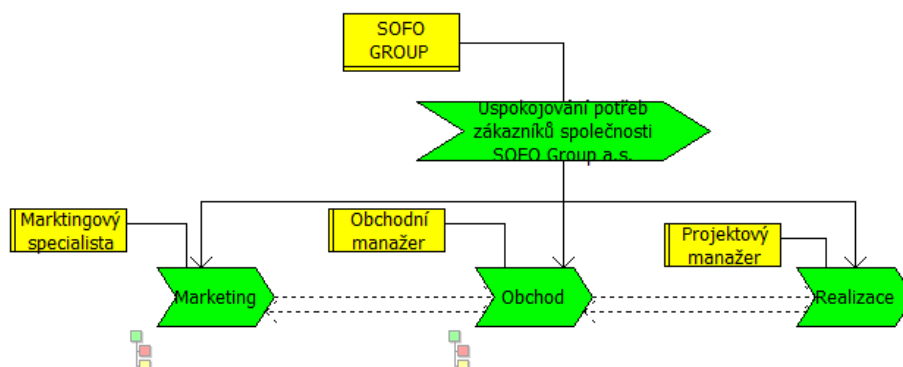 SOFO
GROUP
Uspokojování potřeb
zákazníků společnosti
SOFO Group a.s.
Marktingový
specialista
Obchodní
manažer
Projektový
manažer
Marketing
Obchod
Realizace